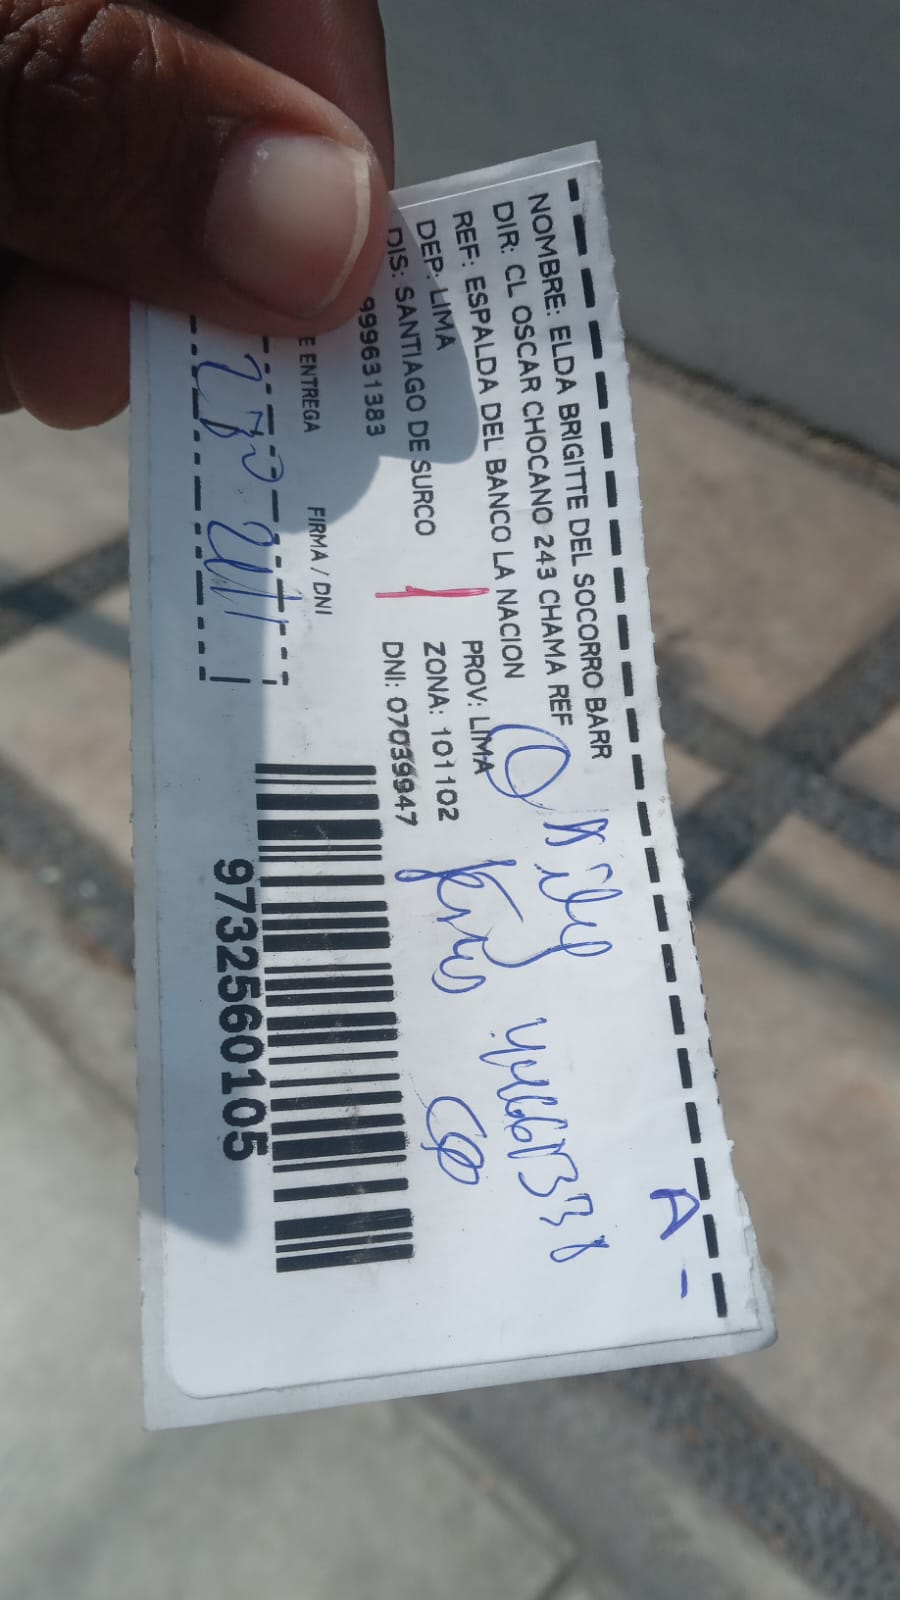 NOMBRE: ELDA BRIGITTE DEL SOCORRO BARR
DIR: CL OSCAR CHOCANO 243 CHAMA REF
REF: ESPALDA DEL BANCO LA NACION
DEP: LIMA PROV: LIMA
DIS: SANTIAGO DE SURCO ZONA: 101102
999631383 DNI: 07039947
E ENTREGA FIRMA / DNI
9732560105
A -